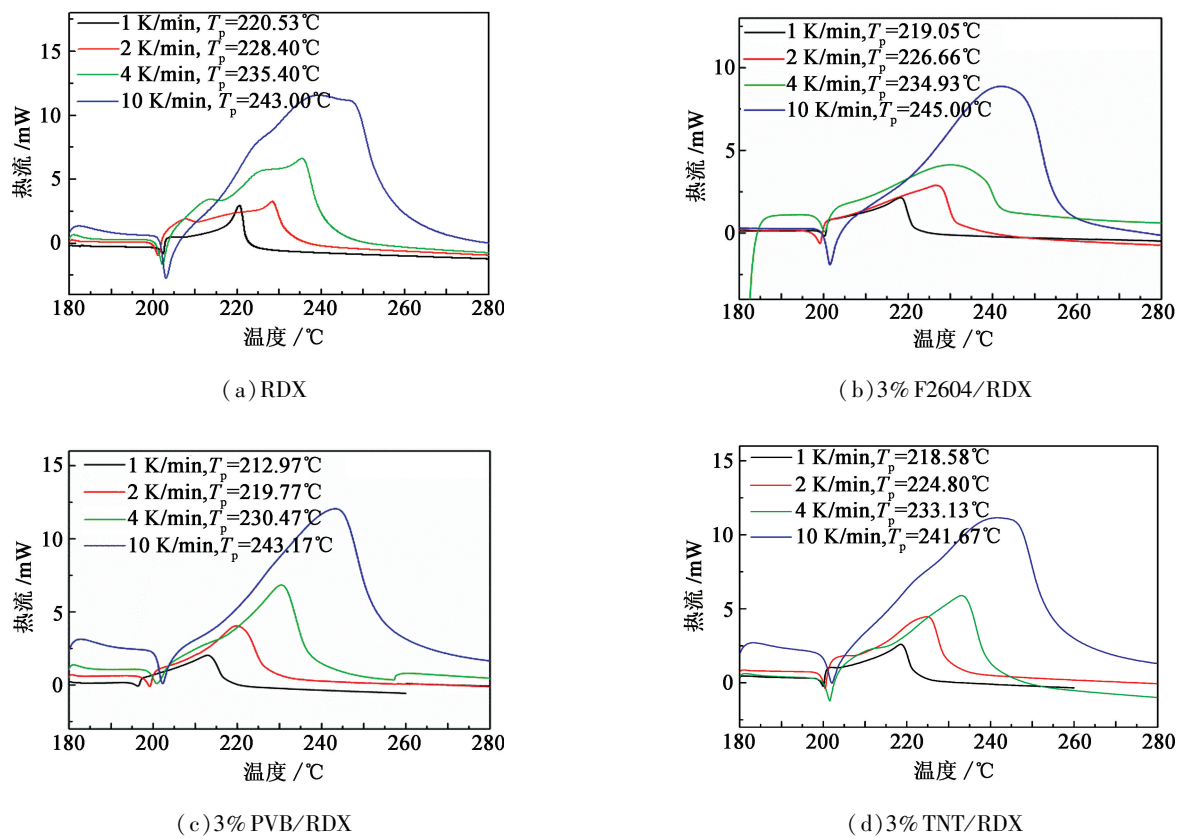 1 K/min, Tp=220.53℃
2 K/min, Tp=228.40℃
4 K/min, Tp=235.40℃
10 K/min, Tp=243.00℃
热流 /mW
15
10
5
0
180 200 220 240 260 280
温度 /℃
(a)RDX
1 K/min,Tp=219.05℃
2 K/min,Tp=226.66℃
4 K/min,Tp=234.93℃
10 K/min,Tp=245.00℃
热流 /mW
10
5
0
180 200 220 240 260 280
温度 /℃
(b)3% F2604/RDX
1 K/min,Tp=212.97℃
2 K/min,Tp=219.77℃
4 K/min,Tp=230.47℃
10 K/min,Tp=243.17℃
热流 /mW
15
10
5
0
180 200 220 240 260 280
温度 /℃
(c)3% PVB/RDX
1 K/min,Tp=218.58℃
2 K/min,Tp=224.80℃
4 K/min,Tp=233.13℃
10 K/min,Tp=241.67℃
热流 /mW
15
10
5
0
180 200 220 240 260 280
温度 /℃
(d)3% TNT/RDX